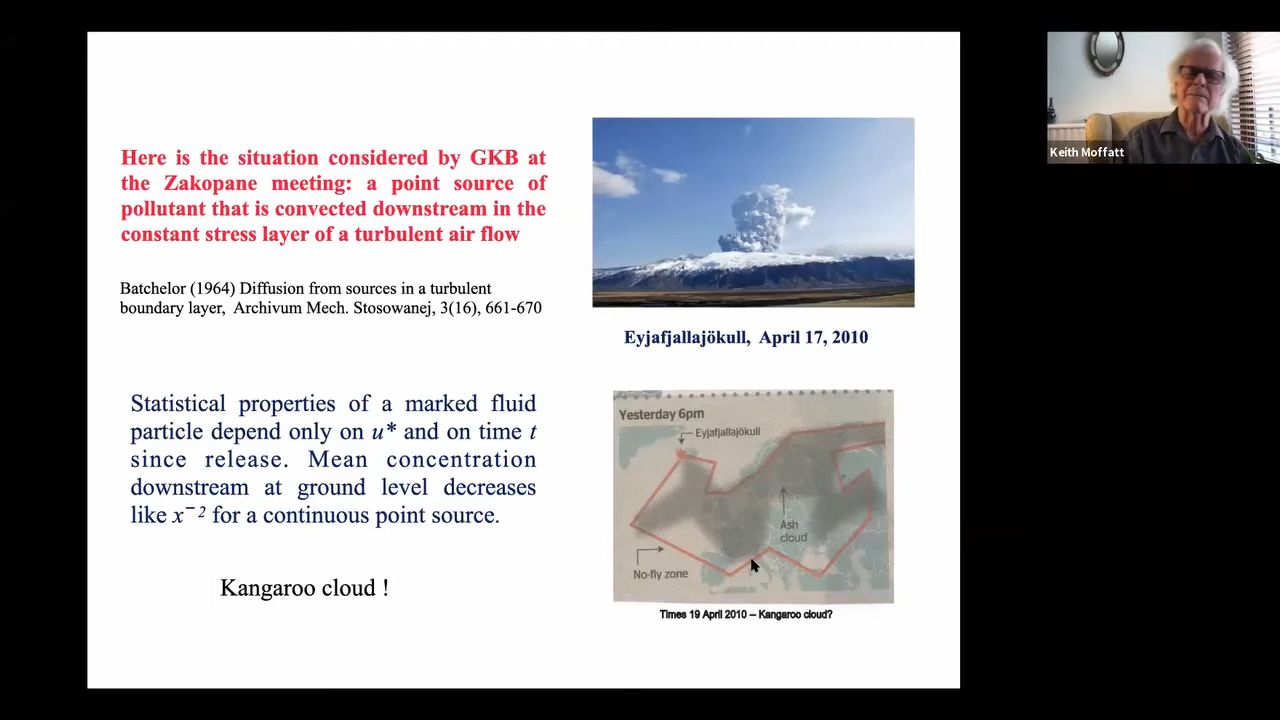 Here is the situation considered by GKB at
the Zakopane meeting: a point source of
pollutant that is convected downstream in the
constant stress layer of a turbulent air flow
Batchelor (1964) Diffusion from sources in a turbulent
boundary layer, Archivum Mech. Stosowanej, 3(16), 661-670
Statistical properties of a marked fluid
particle depend only on u* and on time t
since release. Mean concentration
downstream at ground level decreases
like x⁻² for a continuous point source.
Kangaroo cloud !
Eyjafjallajökull, April 17, 2010
Yesterday 6pm
Eyjafjallajökull
Ash
cloud
No-fly zone
Times 19 April 2010 – Kangaroo cloud?
Keith Moffatt